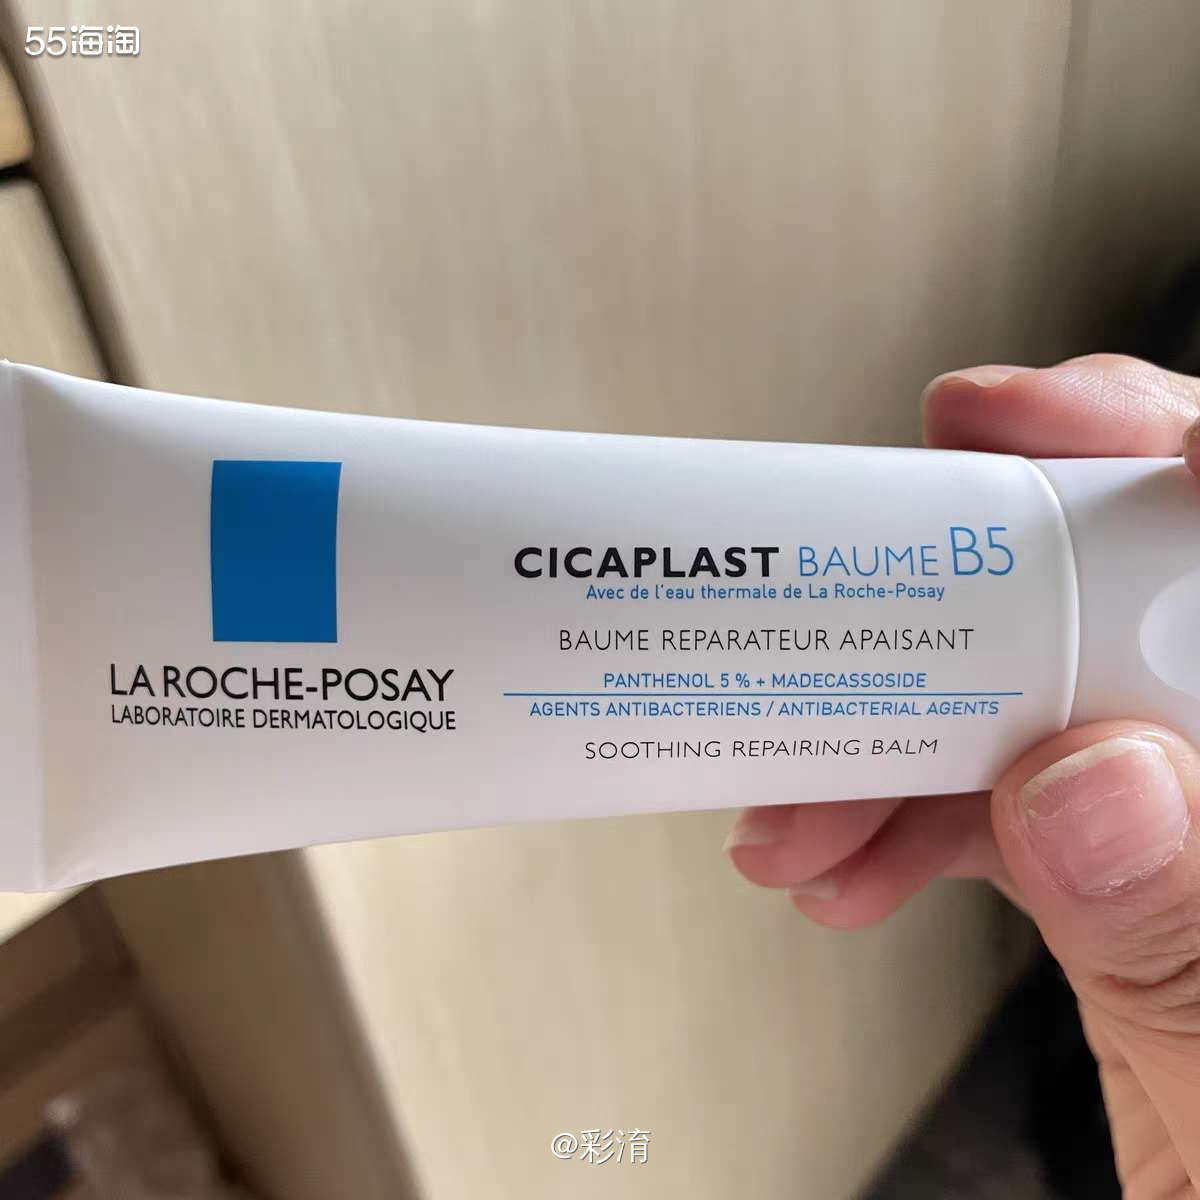 55海淘
CICAPLAST BAUME B5
Avec de l'eau thermale de La Roche-Posay
BAUME REPARATEUR APAISANT
LA ROCHE-POSAY
LABORATOIRE DERMATOLOGIQUE
PANTHENOL 5 % + MADECASSOSIDE
AGENTS ANTIBACTERIENS / ANTIBACTERIAL AGENTS
SOOTHING REPAIRING BALM
@彩淯